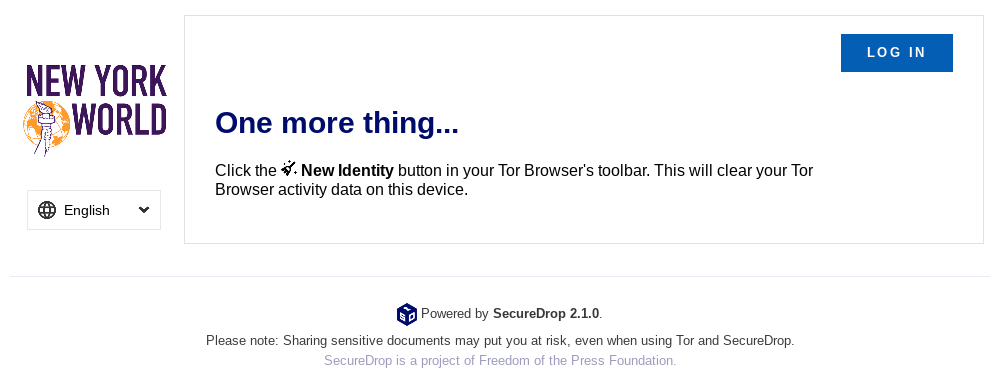 NEW YORK
WORLD
English
LOG IN
One more thing...
Click the New Identity button in your Tor Browser's toolbar. This will clear your Tor
Browser activity data on this device.
Powered by SecureDrop 2.1.0.
Please note: Sharing sensitive documents may put you at risk, even when using Tor and SecureDrop.
SecureDrop is a project of Freedom of the Press Foundation.